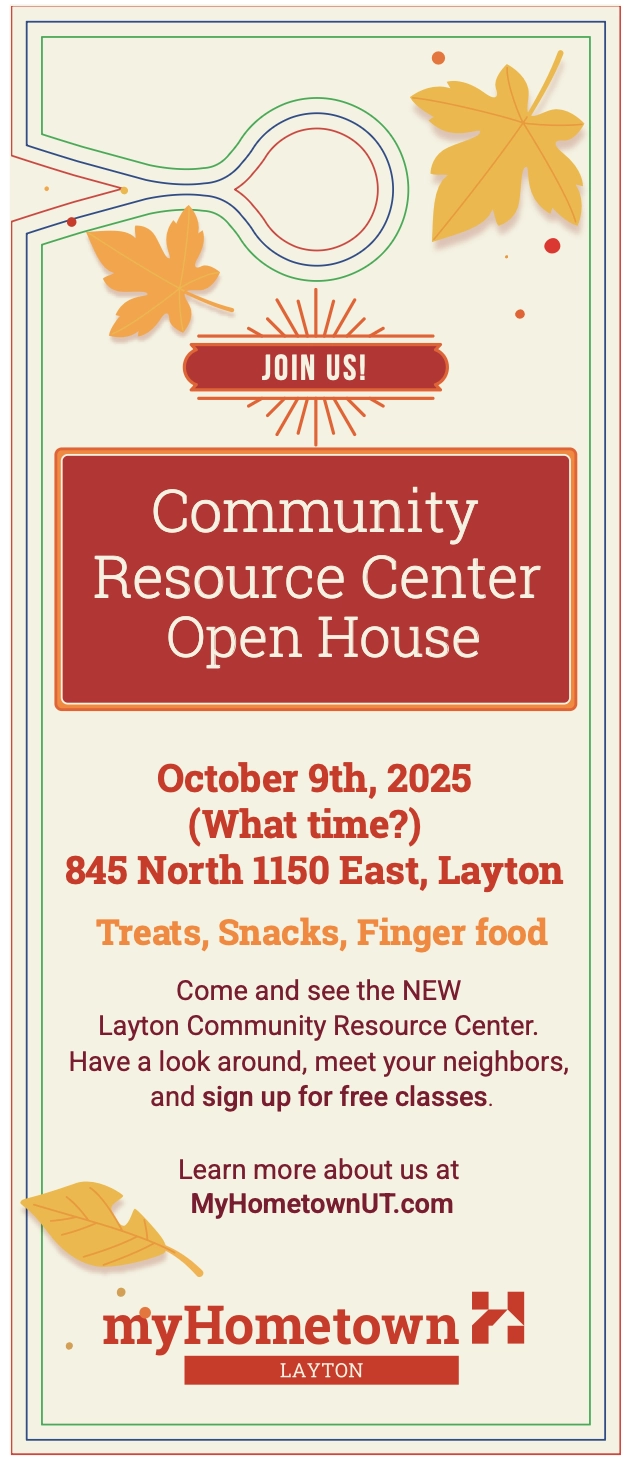 JOIN US!
Community
Resource Center
Open House
October 9th, 2025
(What time?)
845 North 1150 East, Layton
Treats, Snacks, Finger food
Come and see the NEW
Layton Community Resource Center.
Have a look around, meet your neighbors,
and sign up for free classes.
Learn more about us at
MyHometownUT.com
myHometown
LAYTON